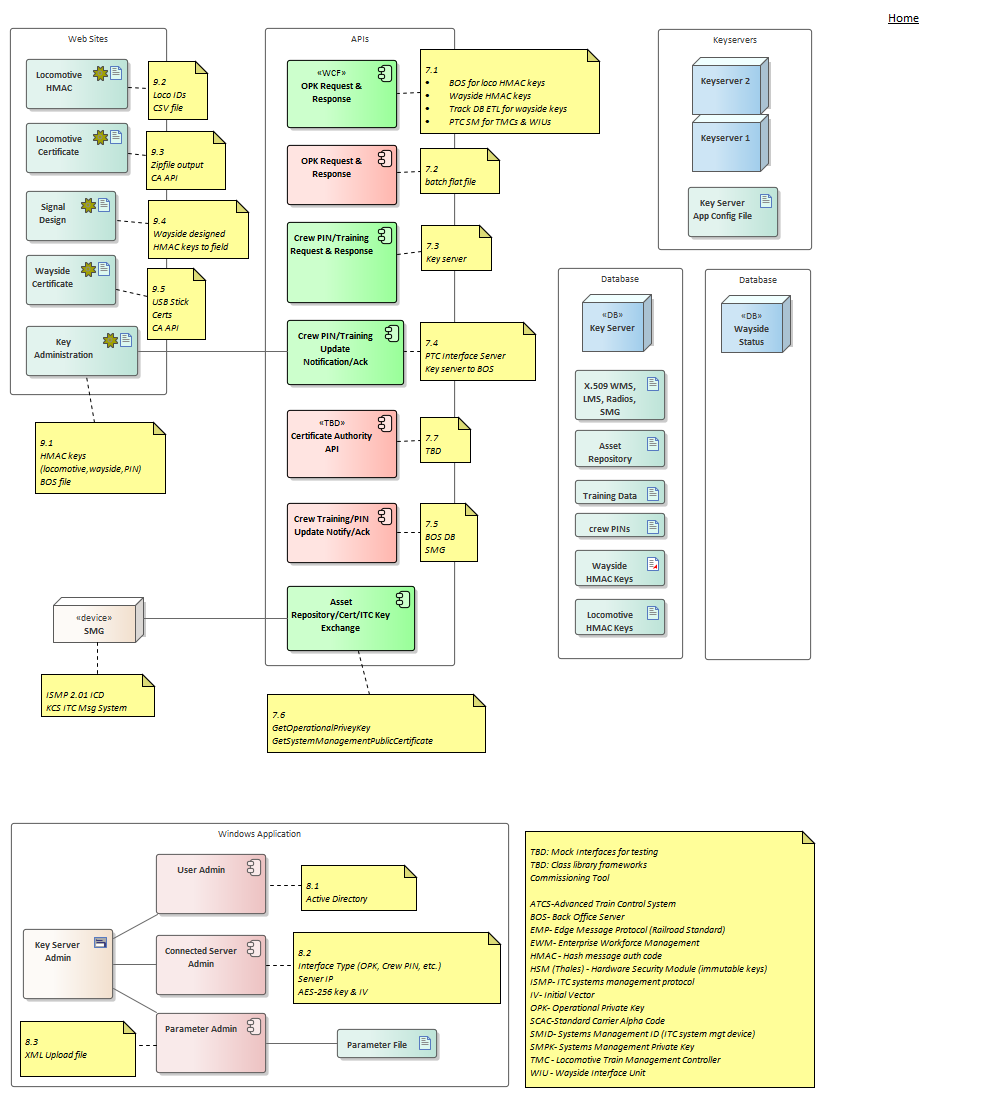 Home
Web Sites
Locomotive
HMAC
9.2
Loco IDs
CSV file
Locomotive
Certificate
9.3
Zipfile output
CA API
Signal
Design
9.4
Wayside designed
HMAC keys to field
Wayside
Certificate
9.5
USB Stick
Certs
CA API
Key
Administration
9.1
HMAC keys
(locomotive,wayside,PIN)
BOS file
«device»
SMG
ISMP 2.01 ICD
KCS ITC Msg System
APIs
«WCF»
OPK Request &
Response
7.1
• BOS for loco HMAC keys
• Wayside HMAC keys
• Track DB ETL for wayside keys
• PTC SM for TMCs & WIUs
OPK Request &
Response
7.2
batch flat file
Crew PIN/Training
Request & Response
7.3
Key server
Crew PIN/Training
Update
Notification/Ack
7.4
PTC Interface Server
Key server to BOS
«TBD»
Certificate Authority
API
7.7
TBD
Crew Training/PIN
Update Notify/Ack
7.5
BOS DB
SMG
Asset
Repository/Cert/ITC Key
Exchange
7.6
GetOperationalPriveyKey
GetSystemManagementPublicCertificate
Keyservers
Keyserver 2
Keyserver 1
Key Server
App Config File
Database
«DB»
Key Server
X.509 WMS,
LMS, Radios,
SMG
Asset
Repository
Training Data
crew PINs
Wayside
HMAC Keys
Locomotive
HMAC Keys
Database
«DB»
Wayside
Status
Windows Application
User Admin
8.1
Active Directory
Key Server
Admin
Connected Server
Admin
8.2
Interface Type (OPK, Crew PIN, etc.)
Server IP
AES-256 key & IV
8.3
XML Upload file
Parameter Admin
Parameter File
TBD: Mock Interfaces for testing
TBD: Class library frameworks
Commissioning Tool
ATCS-Advanced Train Control System
BOS- Back Office Server
EMP- Edge Message Protocol (Railroad Standard)
EWM- Enterprise Workforce Management
HMAC - Hash message auth code
HSM (Thales) - Hardware Security Module (immutable keys)
ISMP- ITC systems management protocol
IV- Initial Vector
OPK- Operational Private Key
SCAC-Standard Carrier Alpha Code
SMID- Systems Management ID (ITC system mgt device)
SMPK- Systems Management Private Key
TMC - Locomotive Train Management Controller
WIU - Wayside Interface Unit